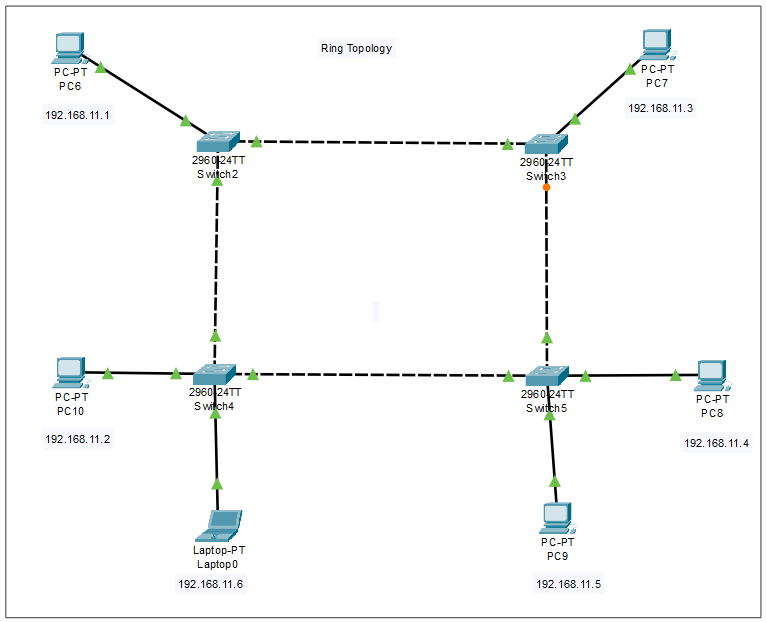 Ring Topology
PC-PT
PC6
192.168.11.1
PC-PT
PC7
192.168.11.3
2960-24TT
Switch2
2960-24TT
Switch3
PC-PT
PC10
192.168.11.2
2960-24TT
Switch4
2960-24TT
Switch5
PC-PT
PC8
192.168.11.4
Laptop-PT
Laptop0
192.168.11.6
PC-PT
PC9
192.168.11.5